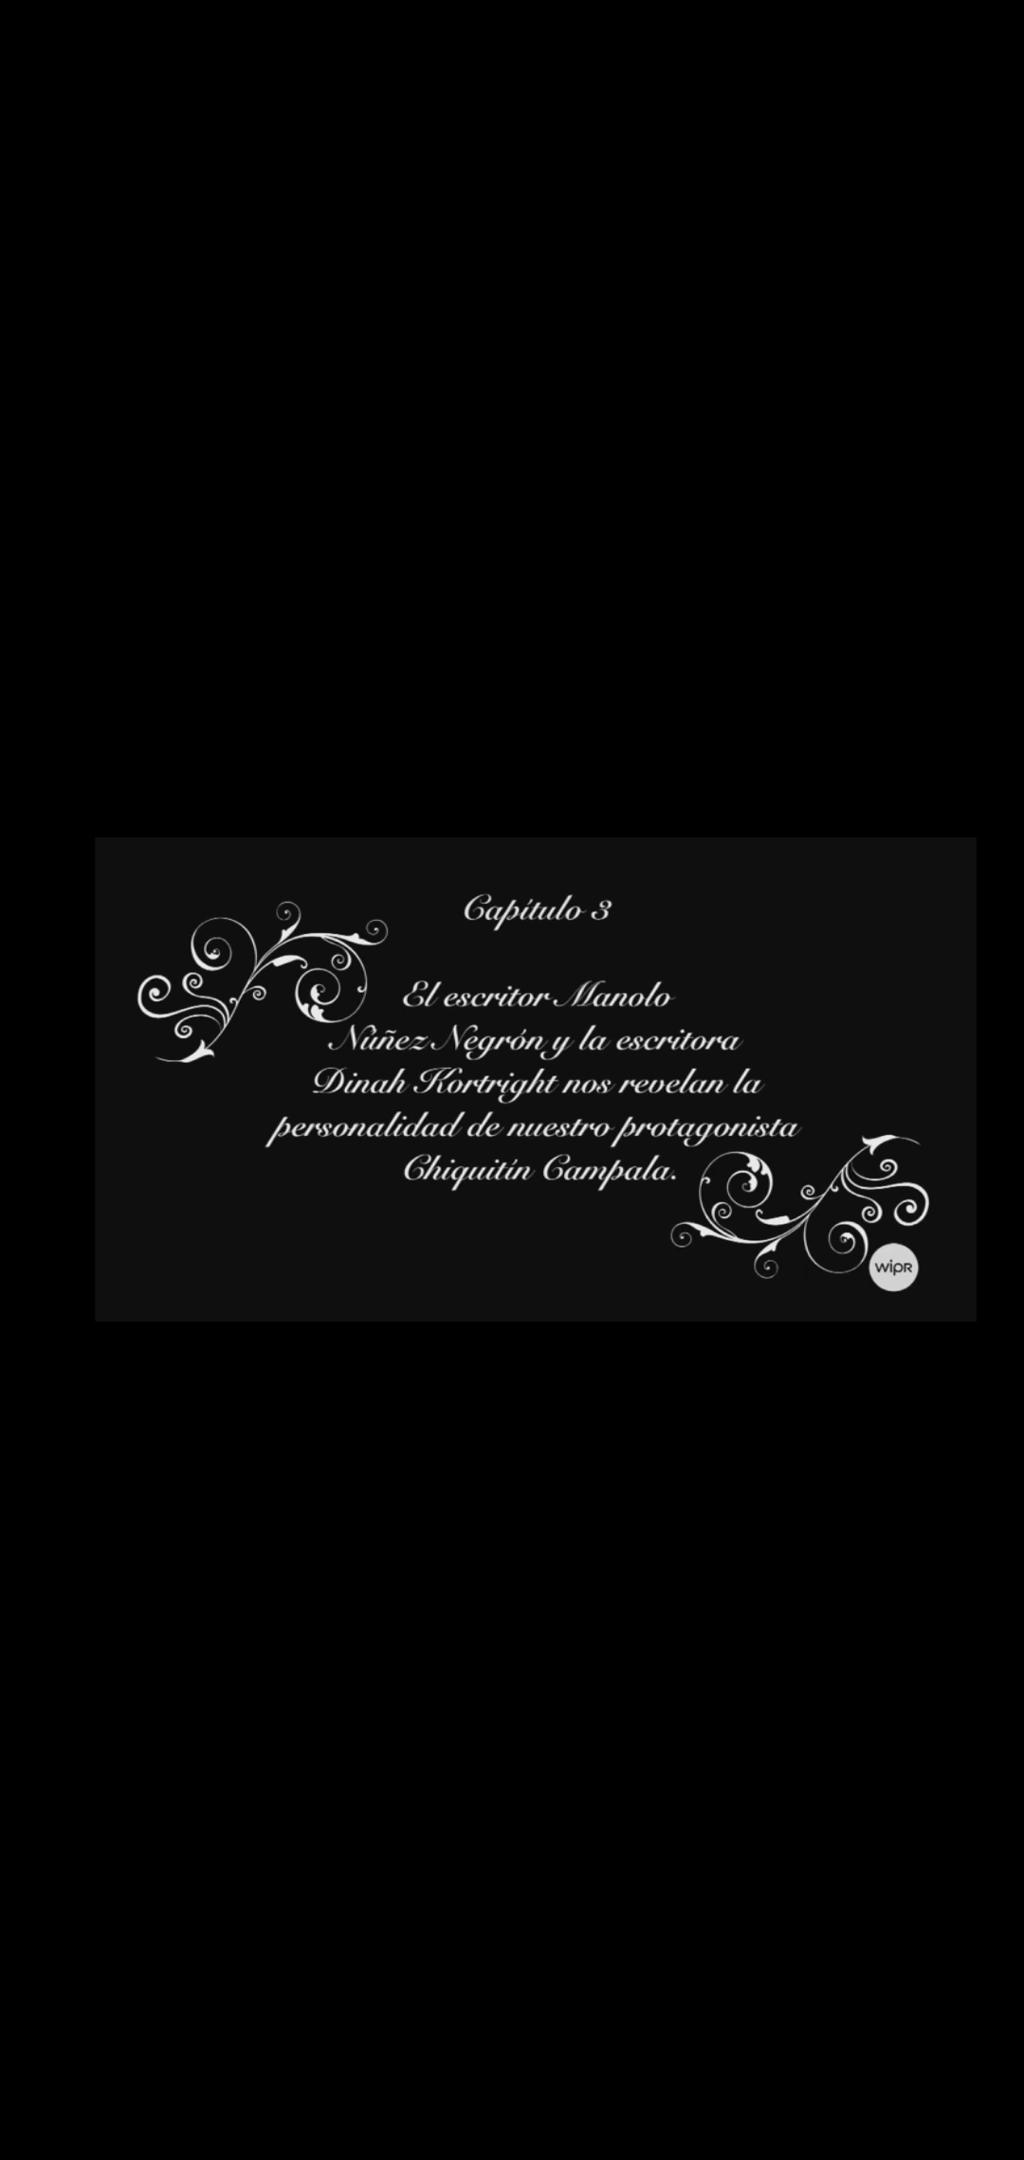 Capítulo 3
El escritor Manolo
Núñez Negrón y la escritora
Dinah Kortright nos revelan la
personalidad de nuestro protagonista
Chiquitín Campala.
wipr